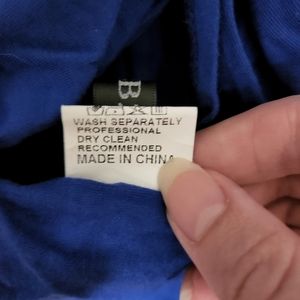 B
WASH SEPARATELY
PROFESSIONAL
DRY CLEAN
RECOMMENDED
MADE IN CHINA